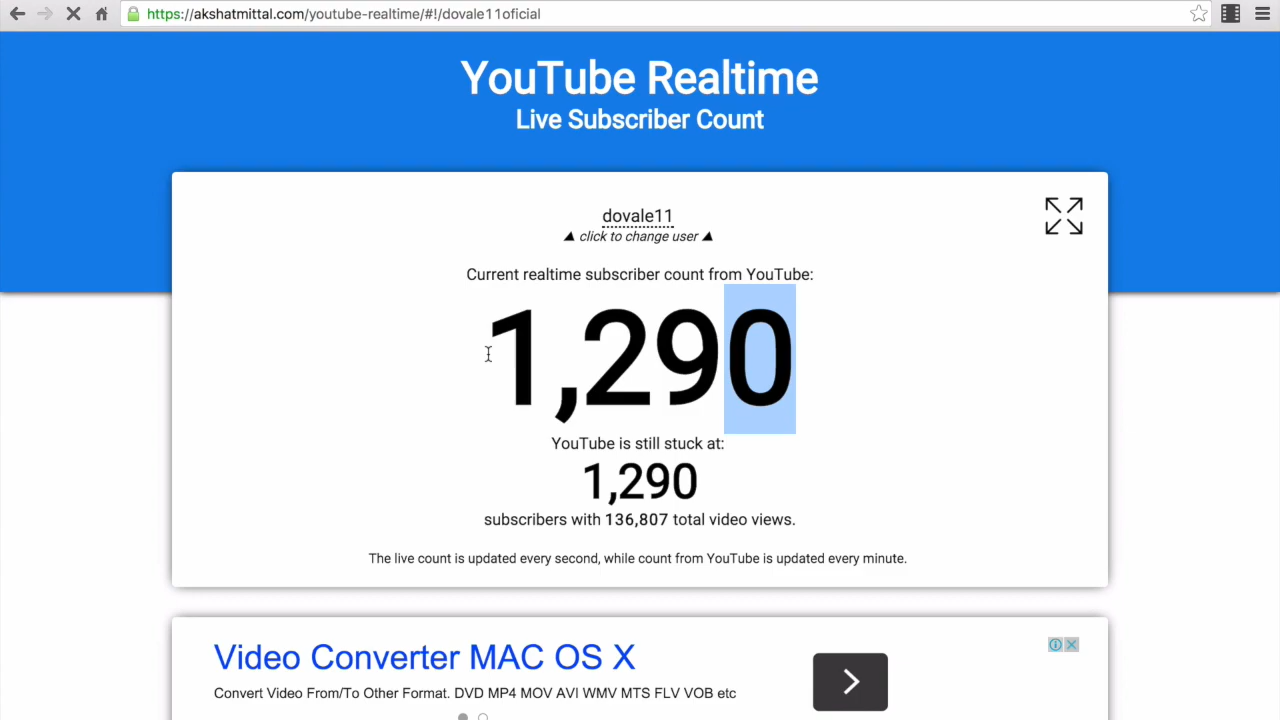 https://akshatmittal.com/youtube-realtime/#!/dovale11oficial
YouTube Realtime
Live Subscriber Count
dovale11
▲ click to change user ▲
Current realtime subscriber count from YouTube:
1,290
YouTube is still stuck at:
1,290
subscribers with 136,807 total video views.
The live count is updated every second, while count from YouTube is updated every minute.
Video Converter MAC OS X
Convert Video From/To Other Format. DVD MP4 MOV AVI WMV MTS FLV VOB etc